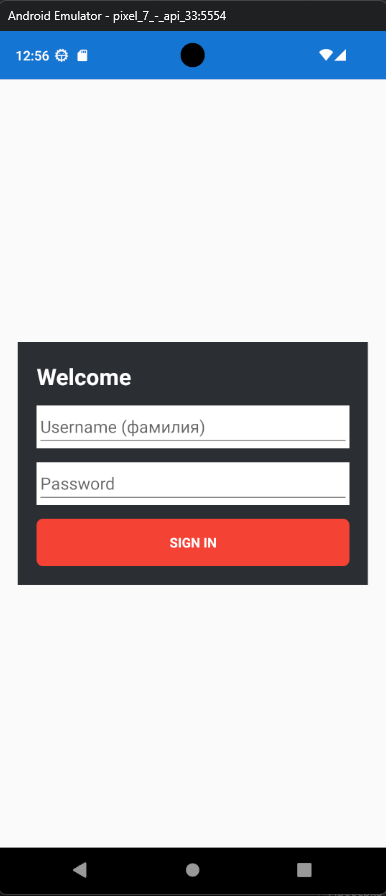 Android Emulator - pixel_7_-_api_33:5554
12:56
Welcome
Username (фамилия)
Password
SIGN IN